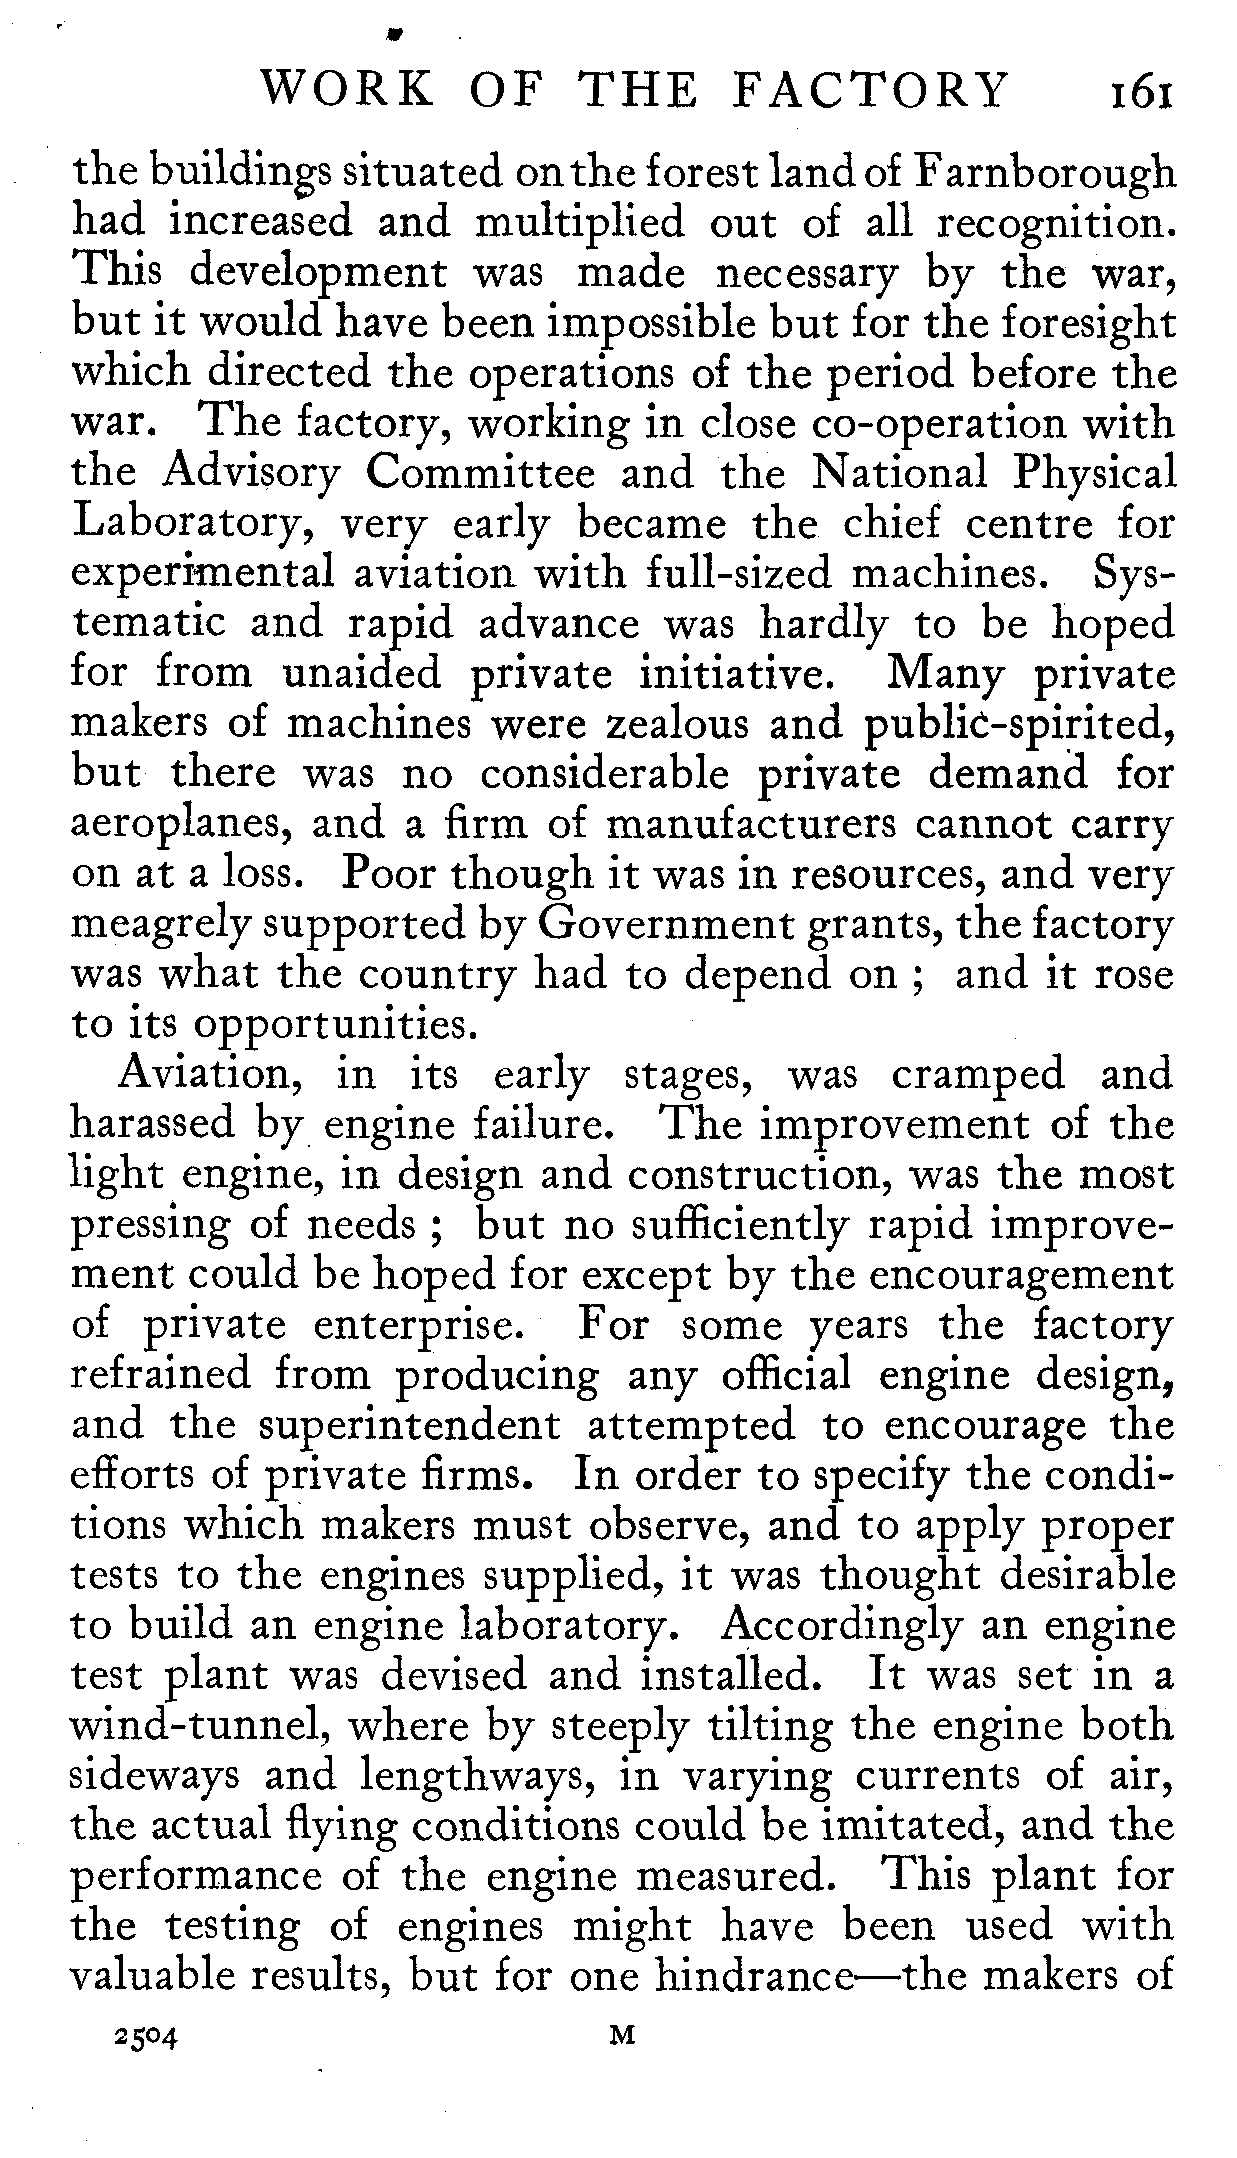 WORK OF THE FACTORY 161
the buildings situated on the forest land of Farnborough
had increased and multiplied out of all recognition.
This development was made necessary by the war,
but it would have been impossible but for the foresight
which directed the operations of the period before the
war. The factory, working in close co-operation with
the Advisory Committee and the National Physical
Laboratory, very early became the chief centre for
experimental aviation with full-sized machines. Sys-
tematic and rapid advance was hardly to be hoped
for from unaided private initiative. Many private
makers of machines were zealous and public-spirited,
but there was no considerable private demand for
aeroplanes, and a firm of manufacturers cannot carry
on at a loss. Poor though it was in resources, and very
meagrely supported by Government grants, the factory
was what the country had to depend on ; and it rose
to its opportunities.
Aviation, in its early stages, was cramped and
harassed by engine failure. The improvement of the
light engine, in design and construction, was the most
pressing of needs ; but no sufficiently rapid improve-
ment could be hoped for except by the encouragement
of private enterprise. For some years the factory
refrained from producing any official engine design,
and the superintendent attempted to encourage the
efforts of private firms. In order to specify the condi-
tions which makers must observe, and to apply proper
tests to the engines supplied, it was thought desirable
to build an engine laboratory. Accordingly an engine
test plant was devised and installed. It was set in a
wind-tunnel, where by steeply tilting the engine both
sideways and lengthways, in varying currents of air,
the actual flying conditions could be imitated, and the
performance of the engine measured. This plant for
the testing of engines might have been used with
valuable results, but for one hindrance—the makers of
2504 M